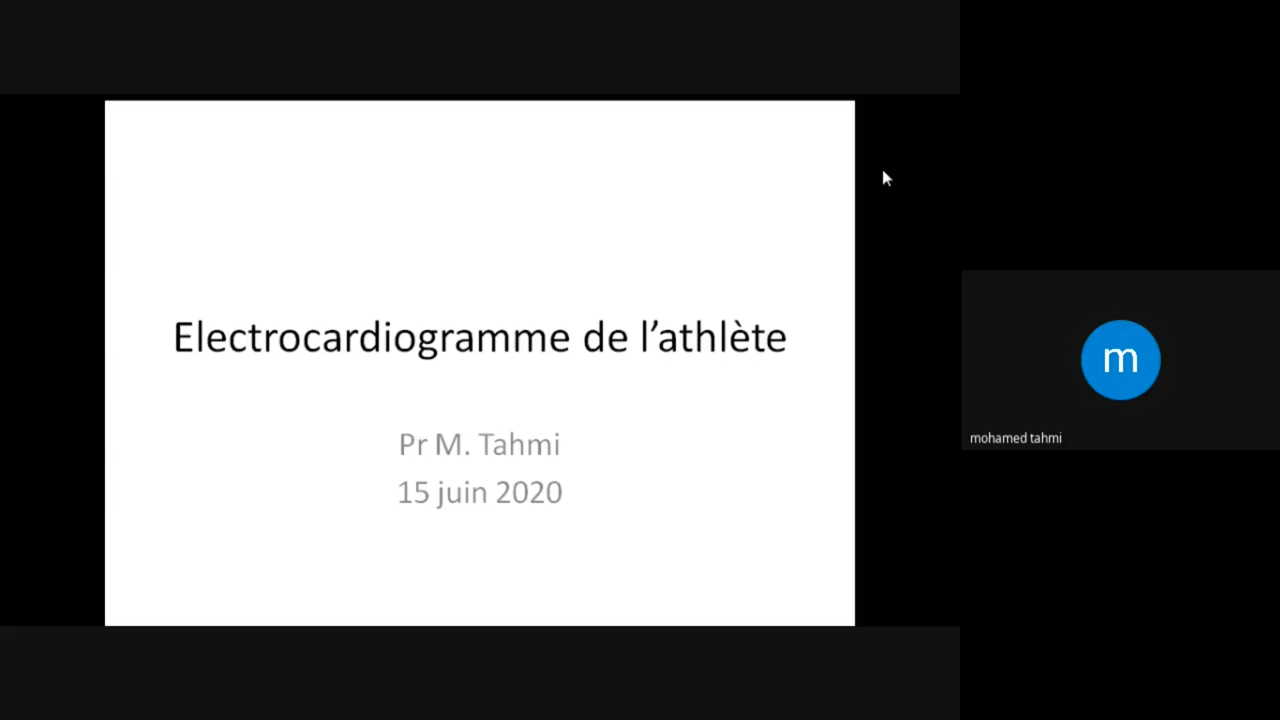 Electrocardiogramme de l’athlète
Pr M. Tahmi
15 juin 2020
m
mohamed tahmi